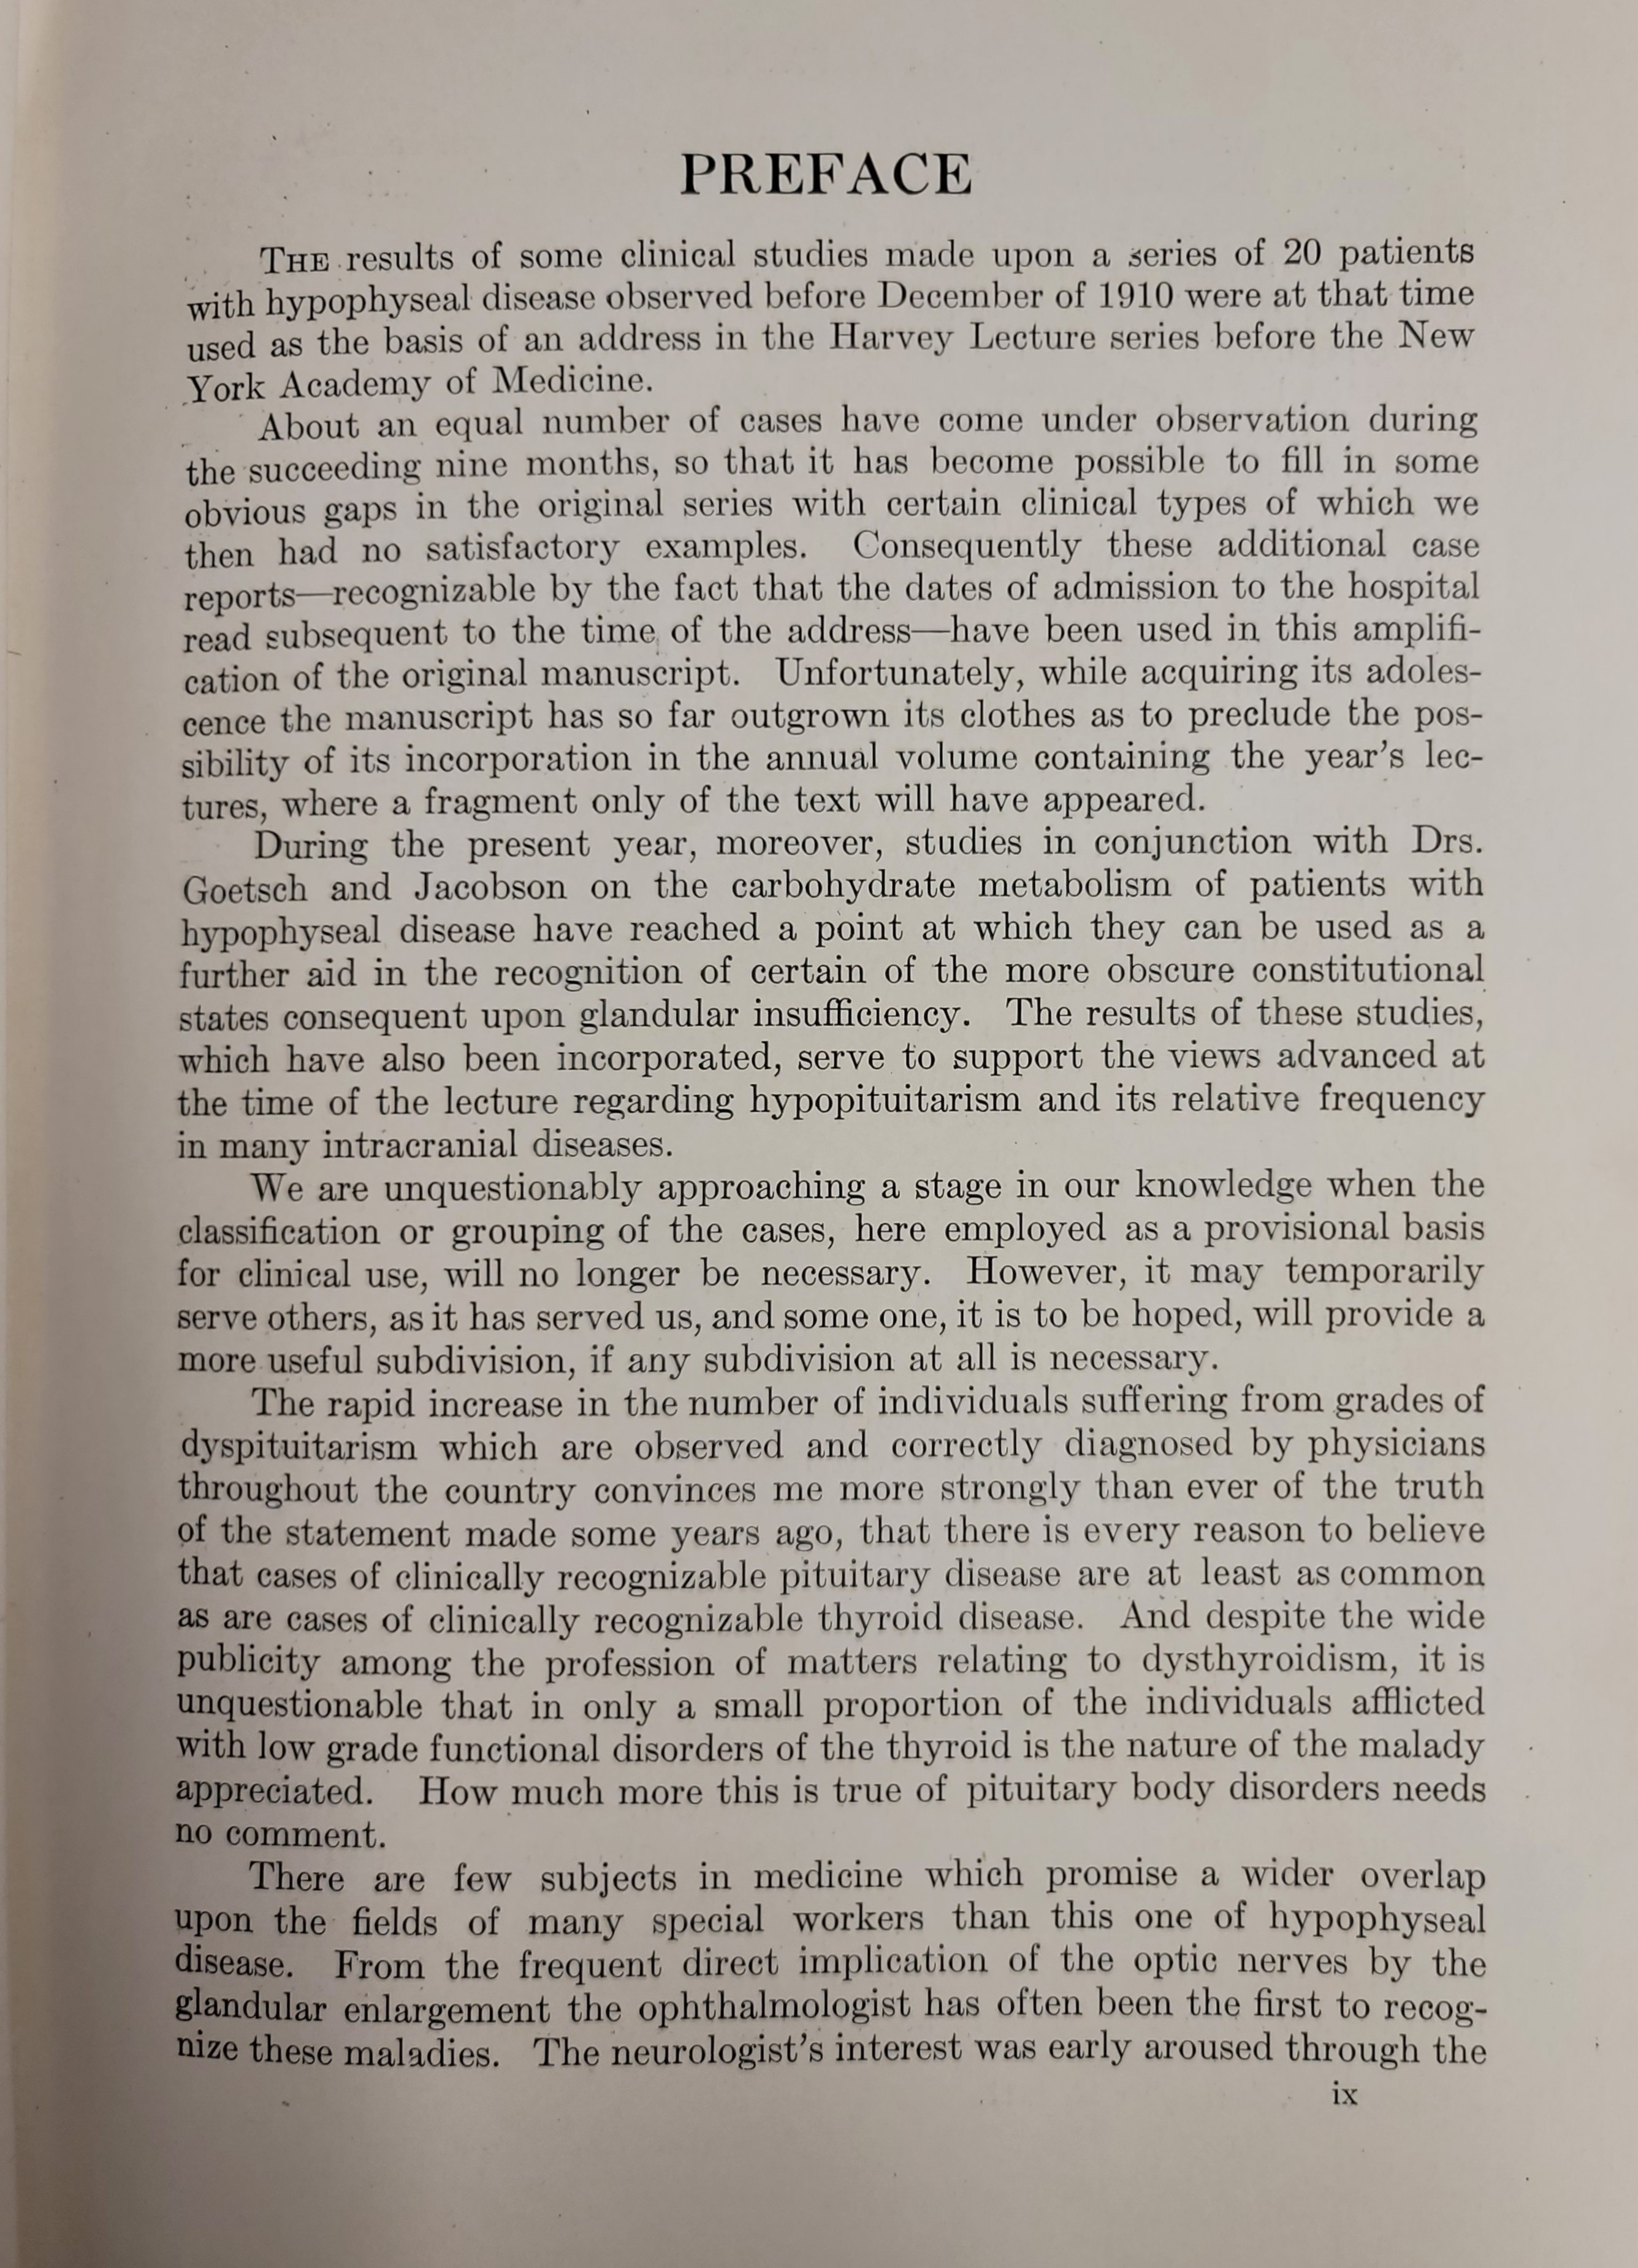 PREFACE
THE results of some clinical studies made upon a series of 20 patients
with hypophyseal disease observed before December of 1910 were at that time
used as the basis of an address in the Harvey Lecture series before the New
York Academy of Medicine.
About an equal number of cases have come under observation during
the succeeding nine months, so that it has become possible to fill in some
obvious gaps in the original series with certain clinical types of which we
then had no satisfactory examples. Consequently these additional case
reports—recognizable by the fact that the dates of admission to the hospital
read subsequent to the time of the address—have been used in this amplifi-
cation of the original manuscript. Unfortunately, while acquiring its adoles-
cence the manuscript has so far outgrown its clothes as to preclude the pos-
sibility of its incorporation in the annual volume containing the year's lec-
tures, where a fragment only of the text will have appeared.
During the present year, moreover, studies in conjunction with Drs.
Goetsch and Jacobson on the carbohydrate metabolism of patients with
hypophyseal disease have reached a point at which they can be used as a
further aid in the recognition of certain of the more obscure constitutional
states consequent upon glandular insufficiency. The results of these studies,
which have also been incorporated, serve to support the views advanced at
the time of the lecture regarding hypopituitarism and its relative frequency
in many intracranial diseases.
We are unquestionably approaching a stage in our knowledge when the
classification or grouping of the cases, here employed as a provisional basis
for clinical use, will no longer be necessary. However, it may temporarily
serve others, as it has served us, and some one, it is to be hoped, will provide a
more useful subdivision, if any subdivision at all is necessary.
The rapid increase in the number of individuals suffering from grades of
dyspituitarism which are observed and correctly diagnosed by physicians
throughout the country convinces me more strongly than ever of the truth
of the statement made some years ago, that there is every reason to believe
that cases of clinically recognizable pituitary disease are at least as common
as are cases of clinically recognizable thyroid disease. And despite the wide
publicity among the profession of matters relating to dysthyroidism, it is
unquestionable that in only a small proportion of the individuals afflicted
with low grade functional disorders of the thyroid is the nature of the malady
appreciated. How much more this is true of pituitary body disorders needs
no comment.
There are few subjects in medicine which promise a wider overlap
upon the fields of many special workers than this one of hypophyseal
disease. From the frequent direct implication of the optic nerves by the
glandular enlargement the ophthalmologist has often been the first to recog-
nize these maladies. The neurologist's interest was early aroused through the
ix